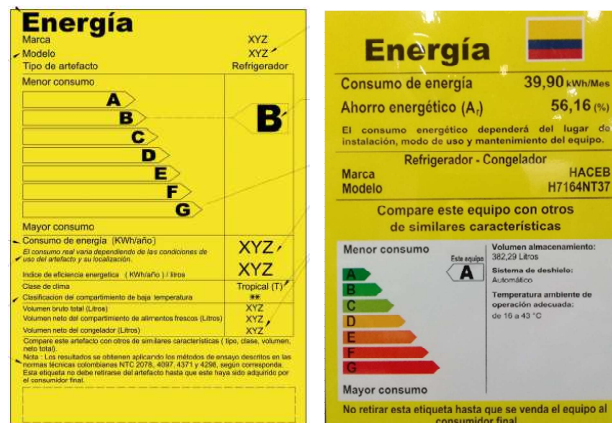 Energía
Marca XYZ
Modelo XYZ
Tipo de artefacto Refrigerador
Menor consumo
A
B
B
C
D
E
F
G
Mayor consumo
Consumo de energía (KWh/año) XYZ
El consumo real varia dependiendo de las condiciones de
uso del artefacto y su localización.
Indice de eficiencia energetica ( KWh/año ) / litros XYZ
Clase de clima Tropical (T)
Clasificación del compartimiento de baja temperatura **
Volumen bruto total (Litros) XYZ
Volumen neto del compartimento de alimentos frescos (Litros) XYZ
Volumen neto del congelador (Litros) XYZ
Compare este artefacto con otros de similares características ( tipo, clase, volumen,
neto total).
Nota : Los resultados se obtienen aplicando los métodos de ensayo descritos en las
normas técnicas colombianas NTC 2078, 4097, 4371 y 4298, según corresponda.
Esta etiqueta no debe retirarse del artefacto hasta que este haya sido adquirido por
el consumidor final.
Energía
Consumo de energía 39,90 kWh/Mes
Ahorro energético (A,) 56,16 (%)
El consumo energético dependerá del lugar de
instalación, modo de uso y mantenimiento del equipo.
Refrigerador - Congelador
Marca HACEB
Modelo H7164NT37
Compare este equipo con otros
de similares características
Menor consumo
Este equipo
A
A
B
C
D
E
F
G
Mayor consumo
Volumen almacenamiento:
382,29 Litros
Sistema de deshielo:
Automático
Temperatura ambiente de
operación adecuada:
de 16 a 43 °C
No retirar esta etiqueta hasta que se venda el equipo al
consumidor final